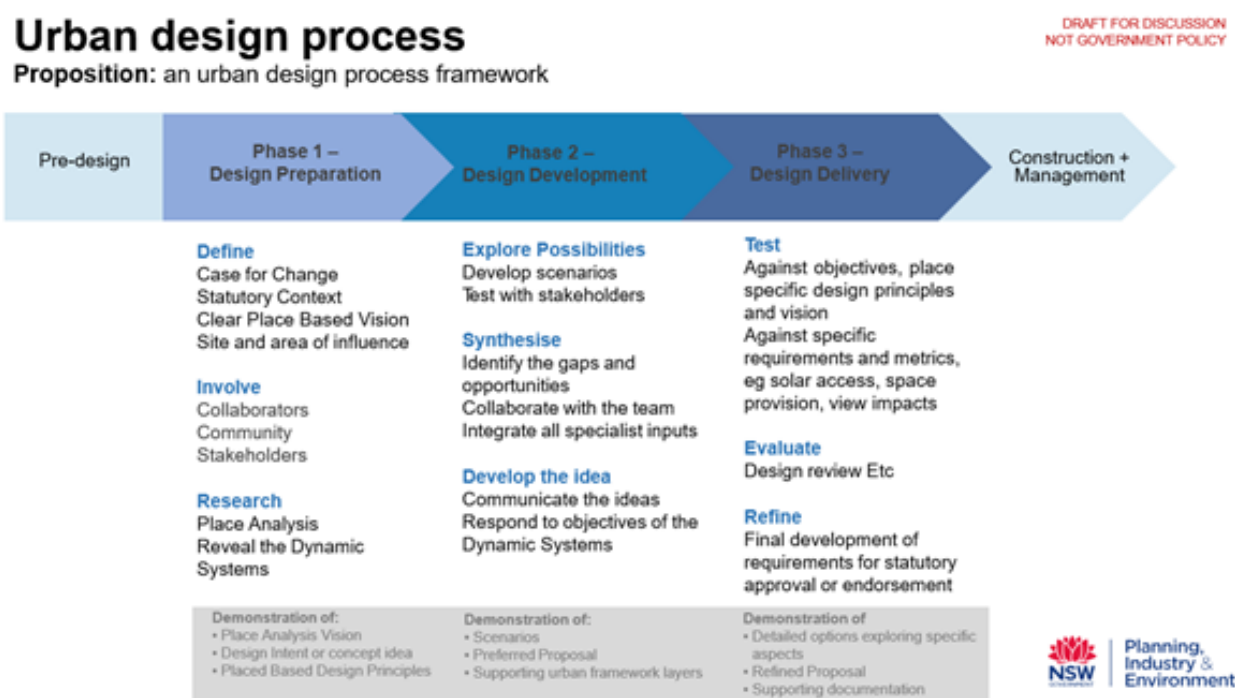 Urban design process
Proposition: an urban design process framework
DRAFT FOR DISCUSSION
NOT GOVERNMENT POLICY
Pre-design
Phase 1 –
Design Preparation
Phase 2 –
Design Development
Phase 3 –
Design Delivery
Construction +
Management
Define
Case for Change
Statutory Context
Clear Place Based Vision
Site and area of influence
Involve
Collaborators
Community
Stakeholders
Research
Place Analysis
Reveal the Dynamic
Systems
Demonstration of:
• Place Analysis Vision
• Design Intent or concept idea
• Placed Based Design Principles
Explore Possibilities
Develop scenarios
Test with stakeholders
Synthesise
Identify the gaps and
opportunities
Collaborate with the team
Integrate all specialist inputs
Develop the idea
Communicate the ideas
Respond to objectives of the
Dynamic Systems
Demonstration of:
• Scenarios
• Preferred Proposal
• Supporting urban framework layers
Test
Against objectives, place
specific design principles
and vision
Against specific
requirements and metrics,
eg solar access, space
provision, view impacts
Evaluate
Design review Etc
Refine
Final development of
requirements for statutory
approval or endorsement
Demonstration of
• Detailed options exploring specific
aspects
• Refined Proposal
• Supporting documentation
NSW
GOVERNMENT
Planning,
Industry &
Environment